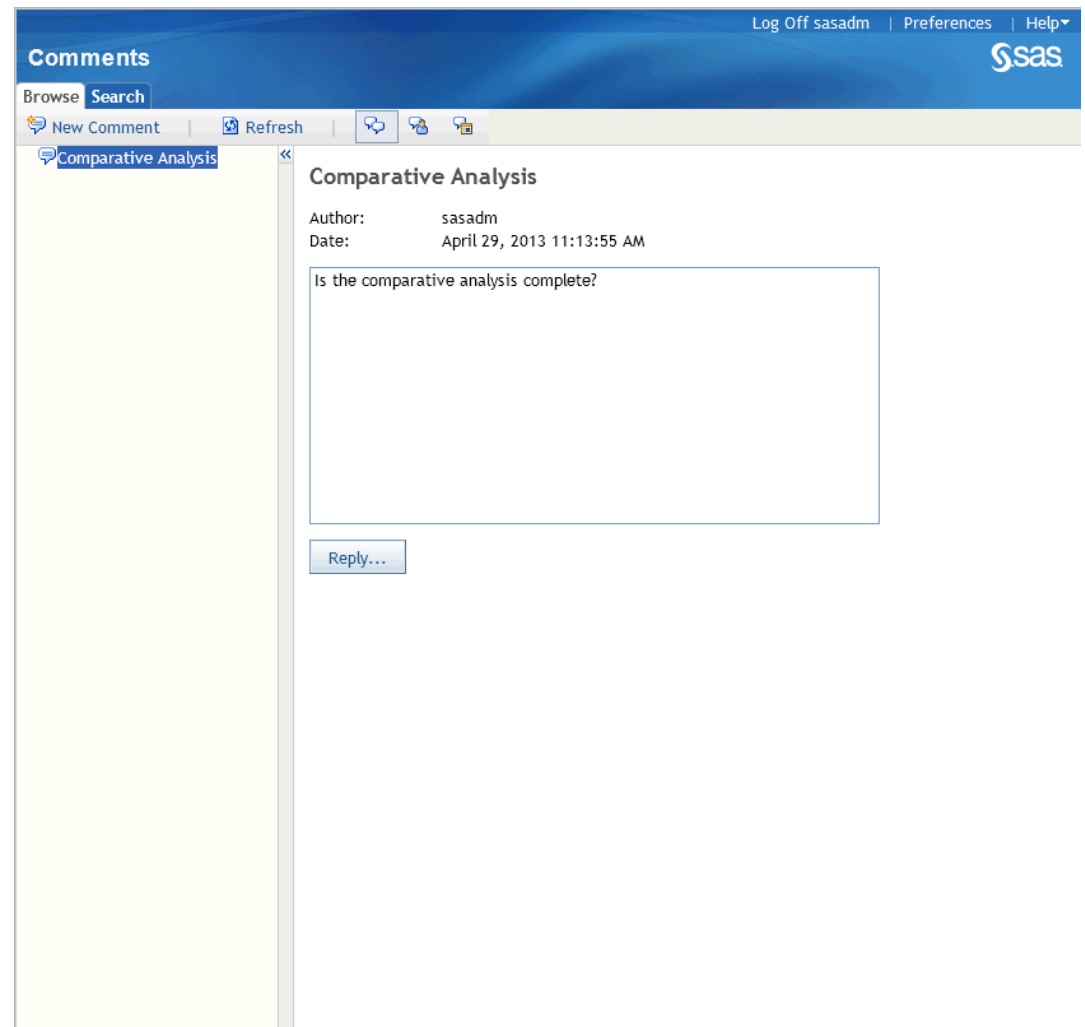 Log Off sasadm | Preferences | Help
Comments
sas
Browse Search
New Comment | Refresh |
Comparative Analysis
Comparative Analysis
Author: sasadm
Date: April 29, 2013 11:13:55 AM
Is the comparative analysis complete?
Reply...